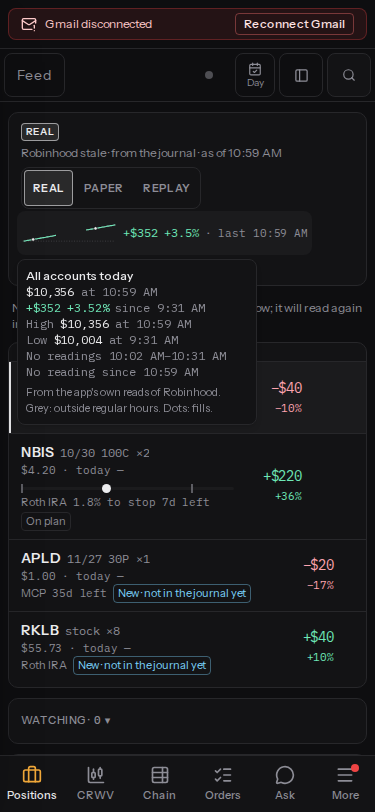 Gmail disconnected
Reconnect Gmail
Feed
Day
REAL
Robinhood stale·from the journal·as of 10:59 AM
REAL PAPER REPLAY
+$352 +3.5% · last 10:59 AM
All accounts today
$10,356 at 10:59 AM
+$352 +3.52% since 9:31 AM
High $10,356 at 10:59 AM
Low $10,004 at 9:31 AM
No readings 10:02 AM–10:31 AM
No reading since 10:59 AM
From the app's own reads of Robinhood.
Grey: outside regular hours. Dots: fills.
; it will read again
−$40
−10%
NBIS 10/30 100C ×2
$4.20 · today —
+$220
+36%
Roth IRA 1.8% to stop 7d left
On plan
APLD 11/27 30P ×1
$1.00 · today —
−$20
−17%
MCP 35d left New·not in the journal yet
RKLB stock ×8
$55.73 · today —
+$40
+10%
Roth IRA New·not in the journal yet
WATCHING· 0 ▾
Positions CRWV Chain Orders Ask More